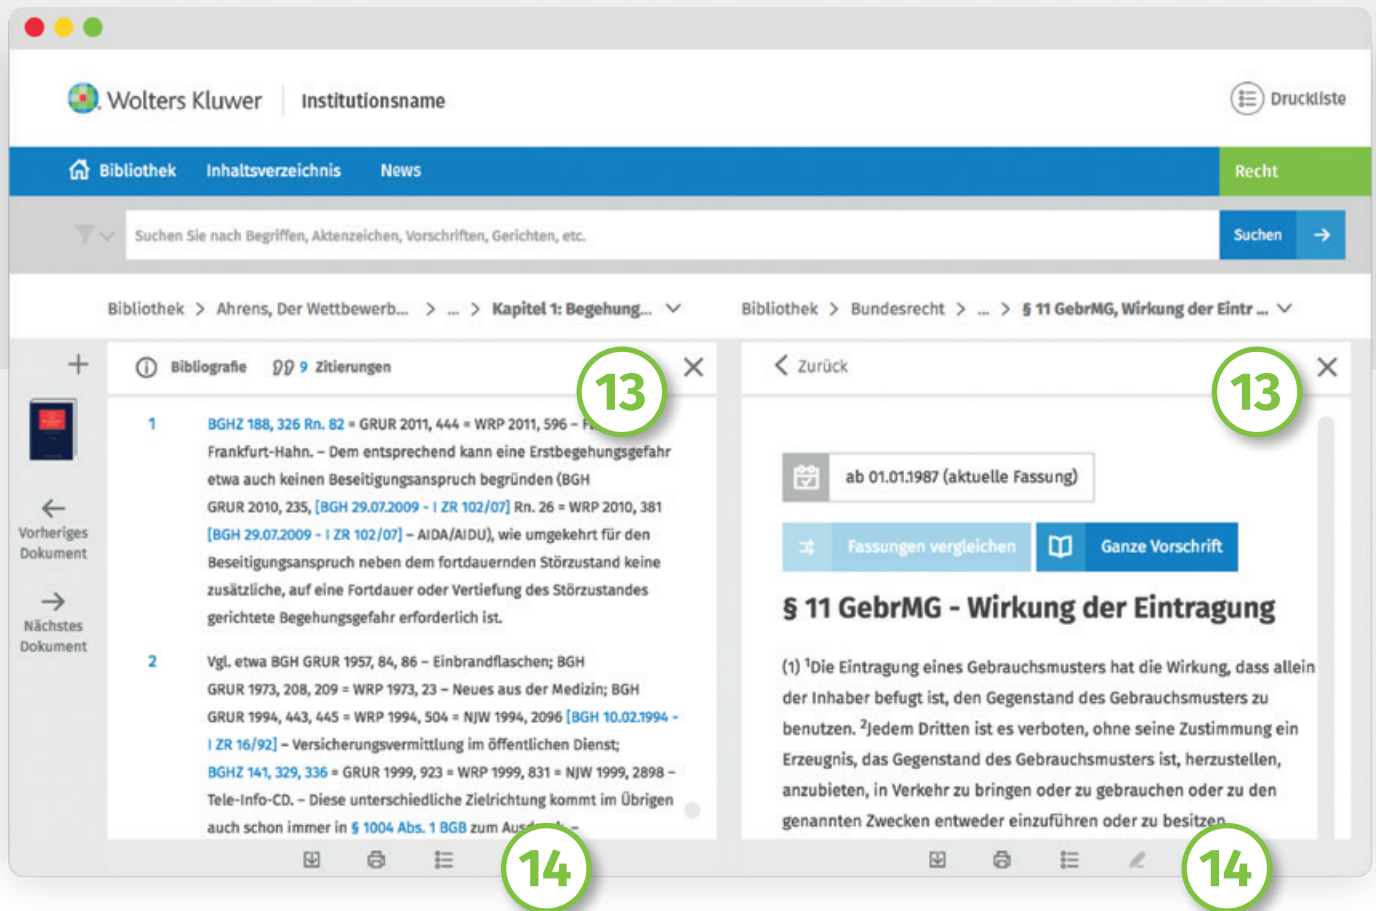 Wolters Kluwer
Institutionsname
Druckliste
Bibliothek
Inhaltsverzeichnis
News
Recht
Suchen Sie nach Begriffen, Aktenzeichen, Vorschriften, Gerichten, etc.
Suchen
Bibliothek > Ahrens, Der Wettbewerb... > ... > Kapitel 1: Begehung...
Bibliothek > Bundesrecht > ... > § 11 GebrMG, Wirkung der Eintr ...
Bibliografie
9 Zitierungen
13
Vorheriges
Dokument
Nächstes
Dokument
1 BGHZ 188, 326 Rn. 82 = GRUR 2011, 444 = WRP 2011, 596 –
Frankfurt-Hahn. – Dem entsprechend kann eine Erstbegehungsgefahr
etwa auch keinen Beseitigungsanspruch begründen (BGH
GRUR 2010, 235, [BGH 29.07.2009 - I ZR 102/07] Rn. 26 = WRP 2010, 381
[BGH 29.07.2009 - I ZR 102/07] – AIDA/AIDU), wie umgekehrt für den
Beseitigungsanspruch neben dem fortdauernden Störzustand keine
zusätzliche, auf eine Fortdauer oder Vertiefung des Störzustandes
gerichtete Begehungsgefahr erforderlich ist.
2 Vgl. etwa BGH GRUR 1957, 84, 86 – Einbrandflaschen; BGH
GRUR 1973, 208, 209 = WRP 1973, 23 – Neues aus der Medizin; BGH
GRUR 1994, 443, 445 = WRP 1994, 504 = NJW 1994, 2096 [BGH 10.02.1994 -
I ZR 16/92] – Versicherungsvermittlung im öffentlichen Dienst;
BGHZ 141, 329, 336 = GRUR 1999, 923 = WRP 1999, 831 = NJW 1999, 2898 –
Tele-Info-CD. – Diese unterschiedliche Zielrichtung kommt im Übrigen
auch schon immer in § 1004 Abs. 1 BGB zum
14
Zurück
13
ab 01.01.1987 (aktuelle Fassung)
Fassungen vergleichen
Ganze Vorschrift
§ 11 GebrMG - Wirkung der Eintragung
(1) ¹Die Eintragung eines Gebrauchsmusters hat die Wirkung, dass allein
der Inhaber befugt ist, den Gegenstand des Gebrauchsmusters zu
benutzen. ²Jedem Dritten ist es verboten, ohne seine Zustimmung ein
Erzeugnis, das Gegenstand des Gebrauchsmusters ist, herzustellen,
anzubieten, in Verkehr zu bringen oder zu gebrauchen oder zu den
genannten Zwecken entweder einzuführen oder zu besitzen
14